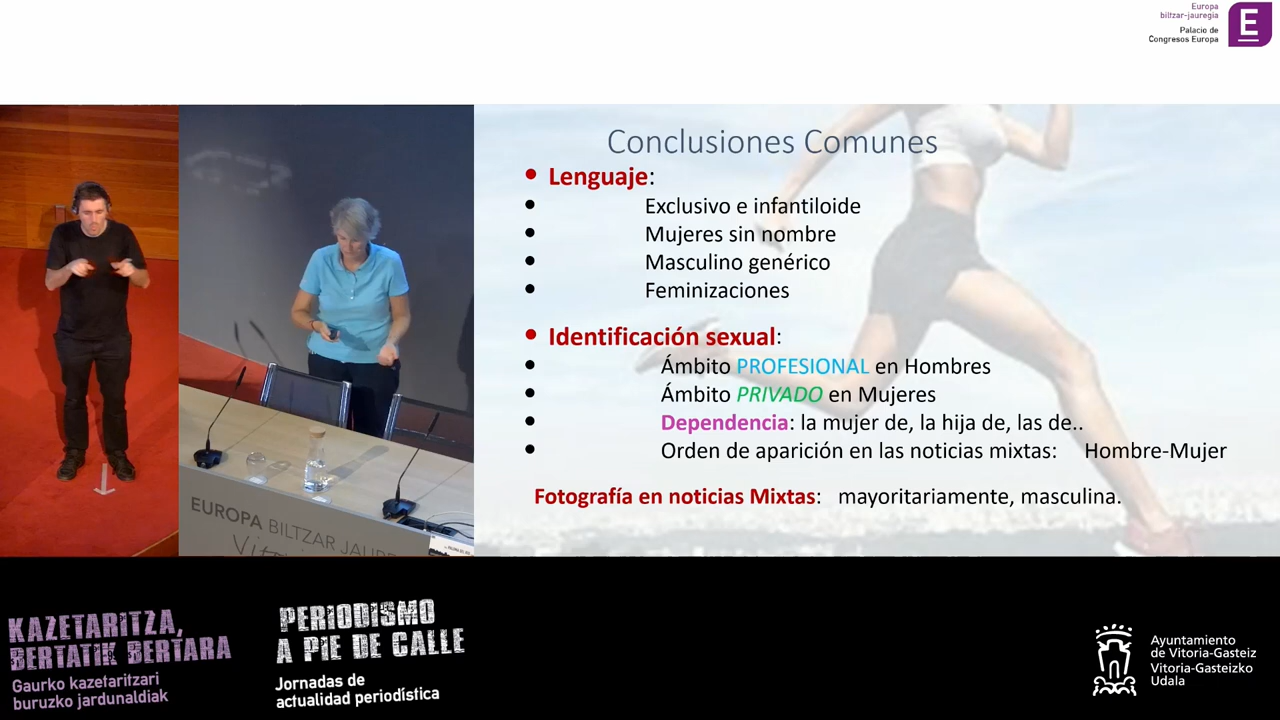 Europa
biltzar-jauregia
Palacio de
Congresos Europa
E
Conclusiones Comunes
• Lenguaje:
• Exclusivo e infantiloide
• Mujeres sin nombre
• Masculino genérico
• Feminizaciones
• Identificación sexual:
• Ámbito PROFESIONAL en Hombres
• Ámbito PRIVADO en Mujeres
• Dependencia: la mujer de, la hija de, las de..
• Orden de aparición en las noticias mixtas: Hombre-Mujer
Fotografía en noticias Mixtas: mayoritariamente, masculina.
EUROPA BILTZAR JAURE
KAZETARITZA,
BERTATIK BERTARA
Gaurko kazetaritzari
buruzko jardunaldiak
PERIODISMO
A PIE DE CALLE
Jornadas de
actualidad periodística
Ayuntamiento
de Vitoria-Gasteiz
Vitoria-Gasteizko
Udala